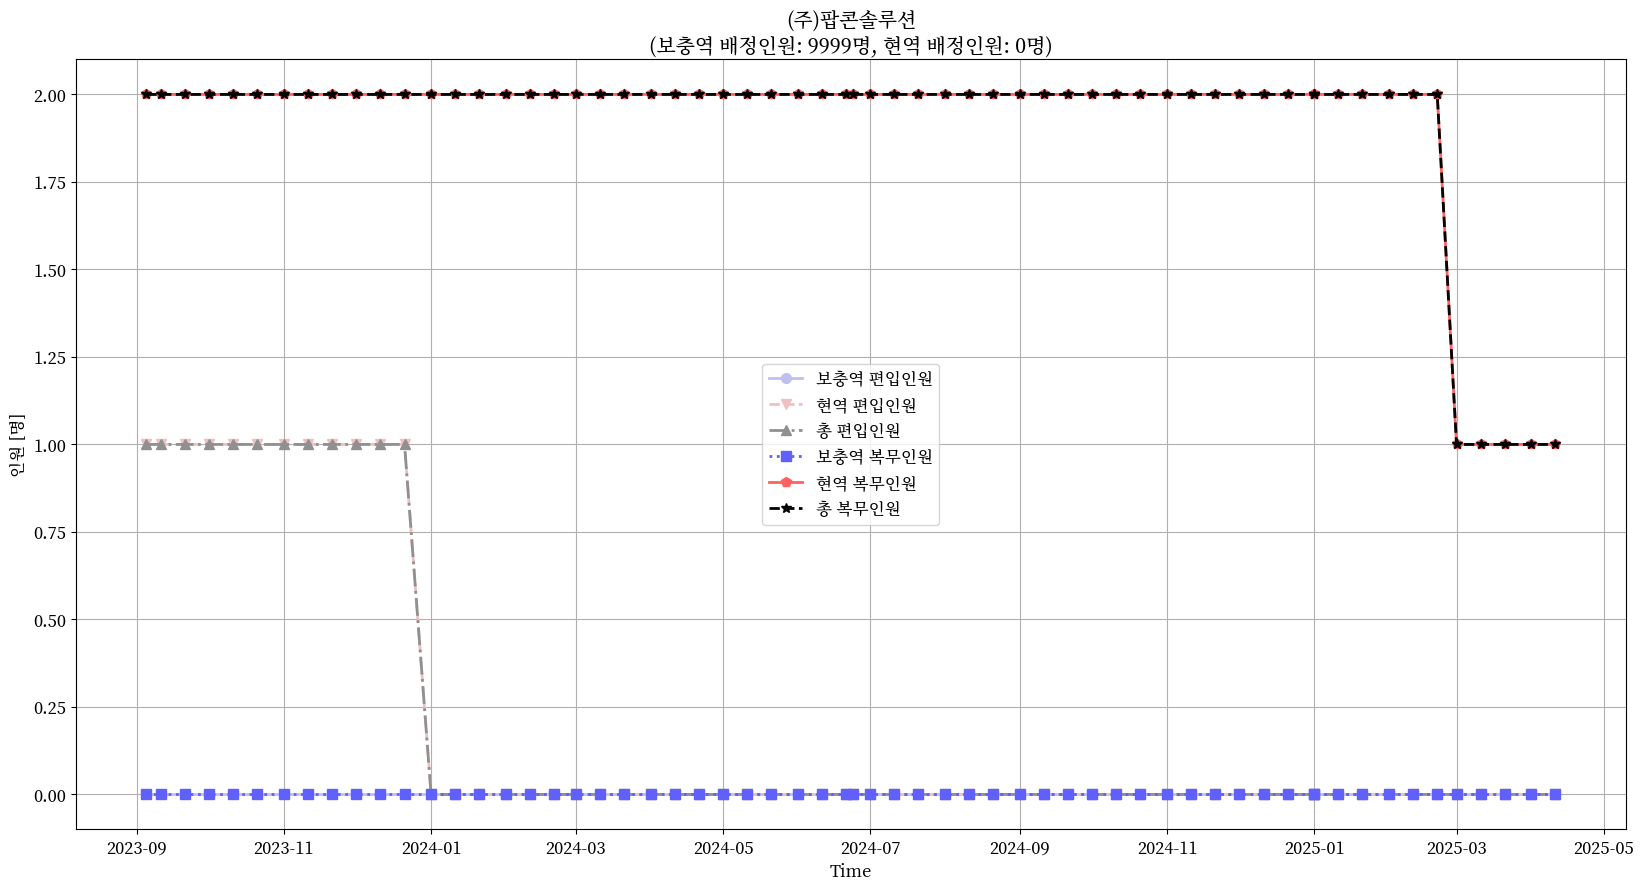 (주)팝콘솔루션
(보충역 배정인원: 9999명, 현역 배정인원: 0명)
2.00
1.75
1.50
1.25
1.00
0.75
0.50
0.25
0.00
인원 [명]
보충역 편입인원
현역 편입인원
총 편입인원
보충역 복무인원
현역 복무인원
총 복무인원
2023-09 2023-11 2024-01 2024-03 2024-05 2024-07 2024-09 2024-11 2025-01 2025-03 2025-05
Time